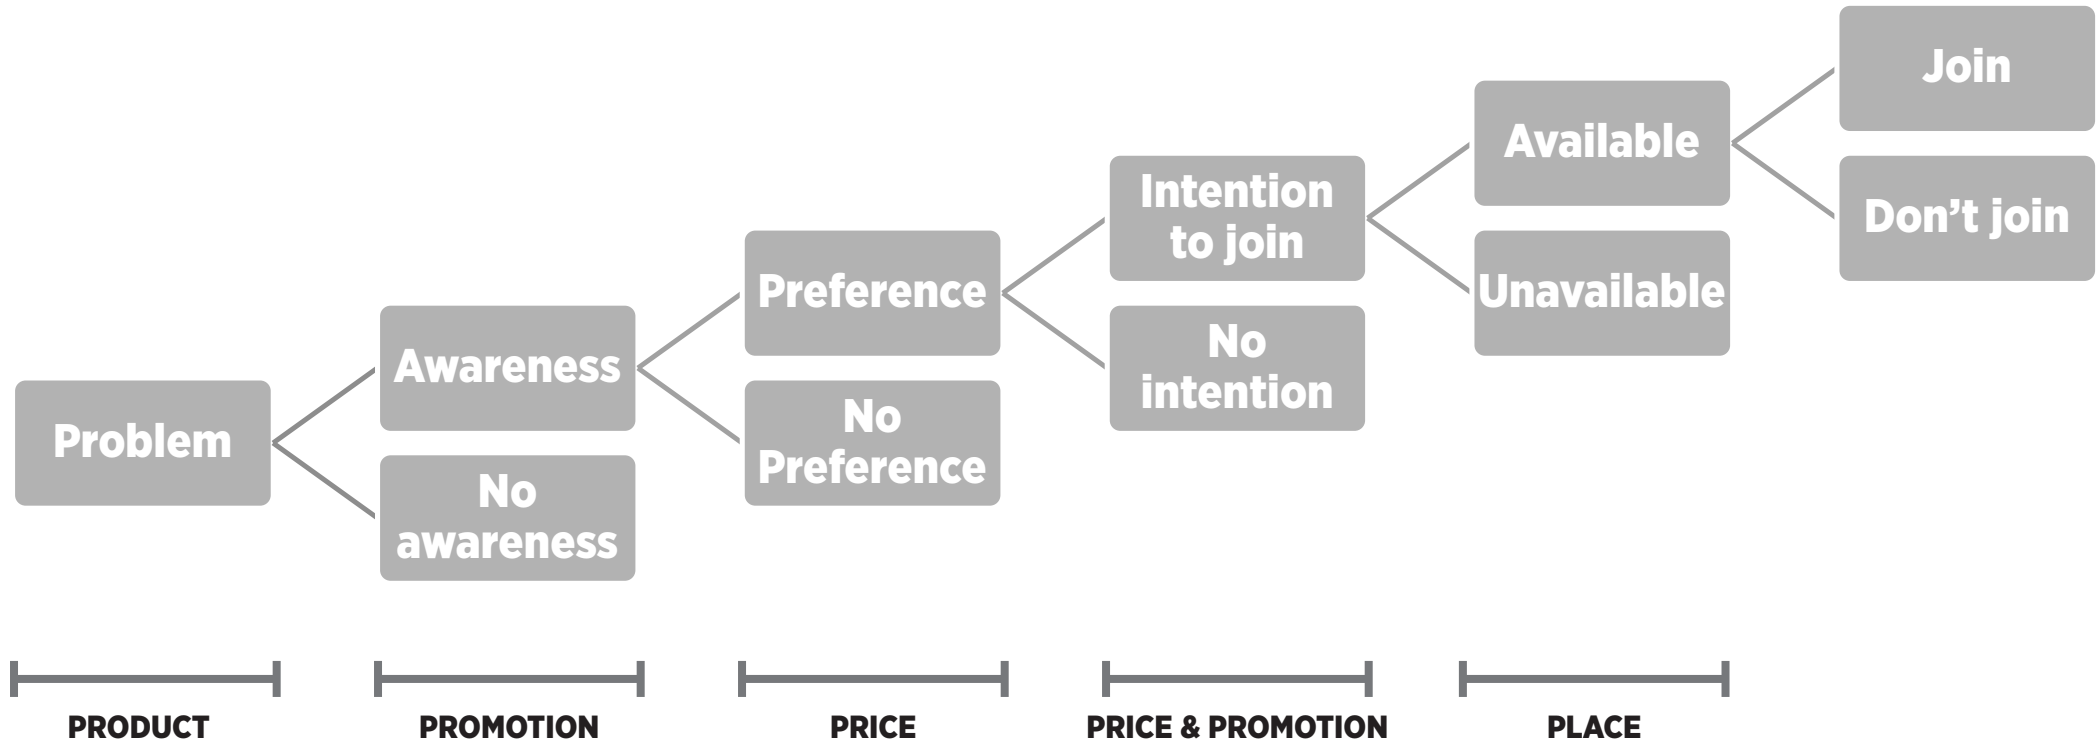 Problem
Awareness
No
awareness
Preference
No
Preference
Intention
to join
No
intention
Available
Unavailable
Join
Don’t join
PRODUCT
PROMOTION
PRICE
PRICE & PROMOTION
PLACE